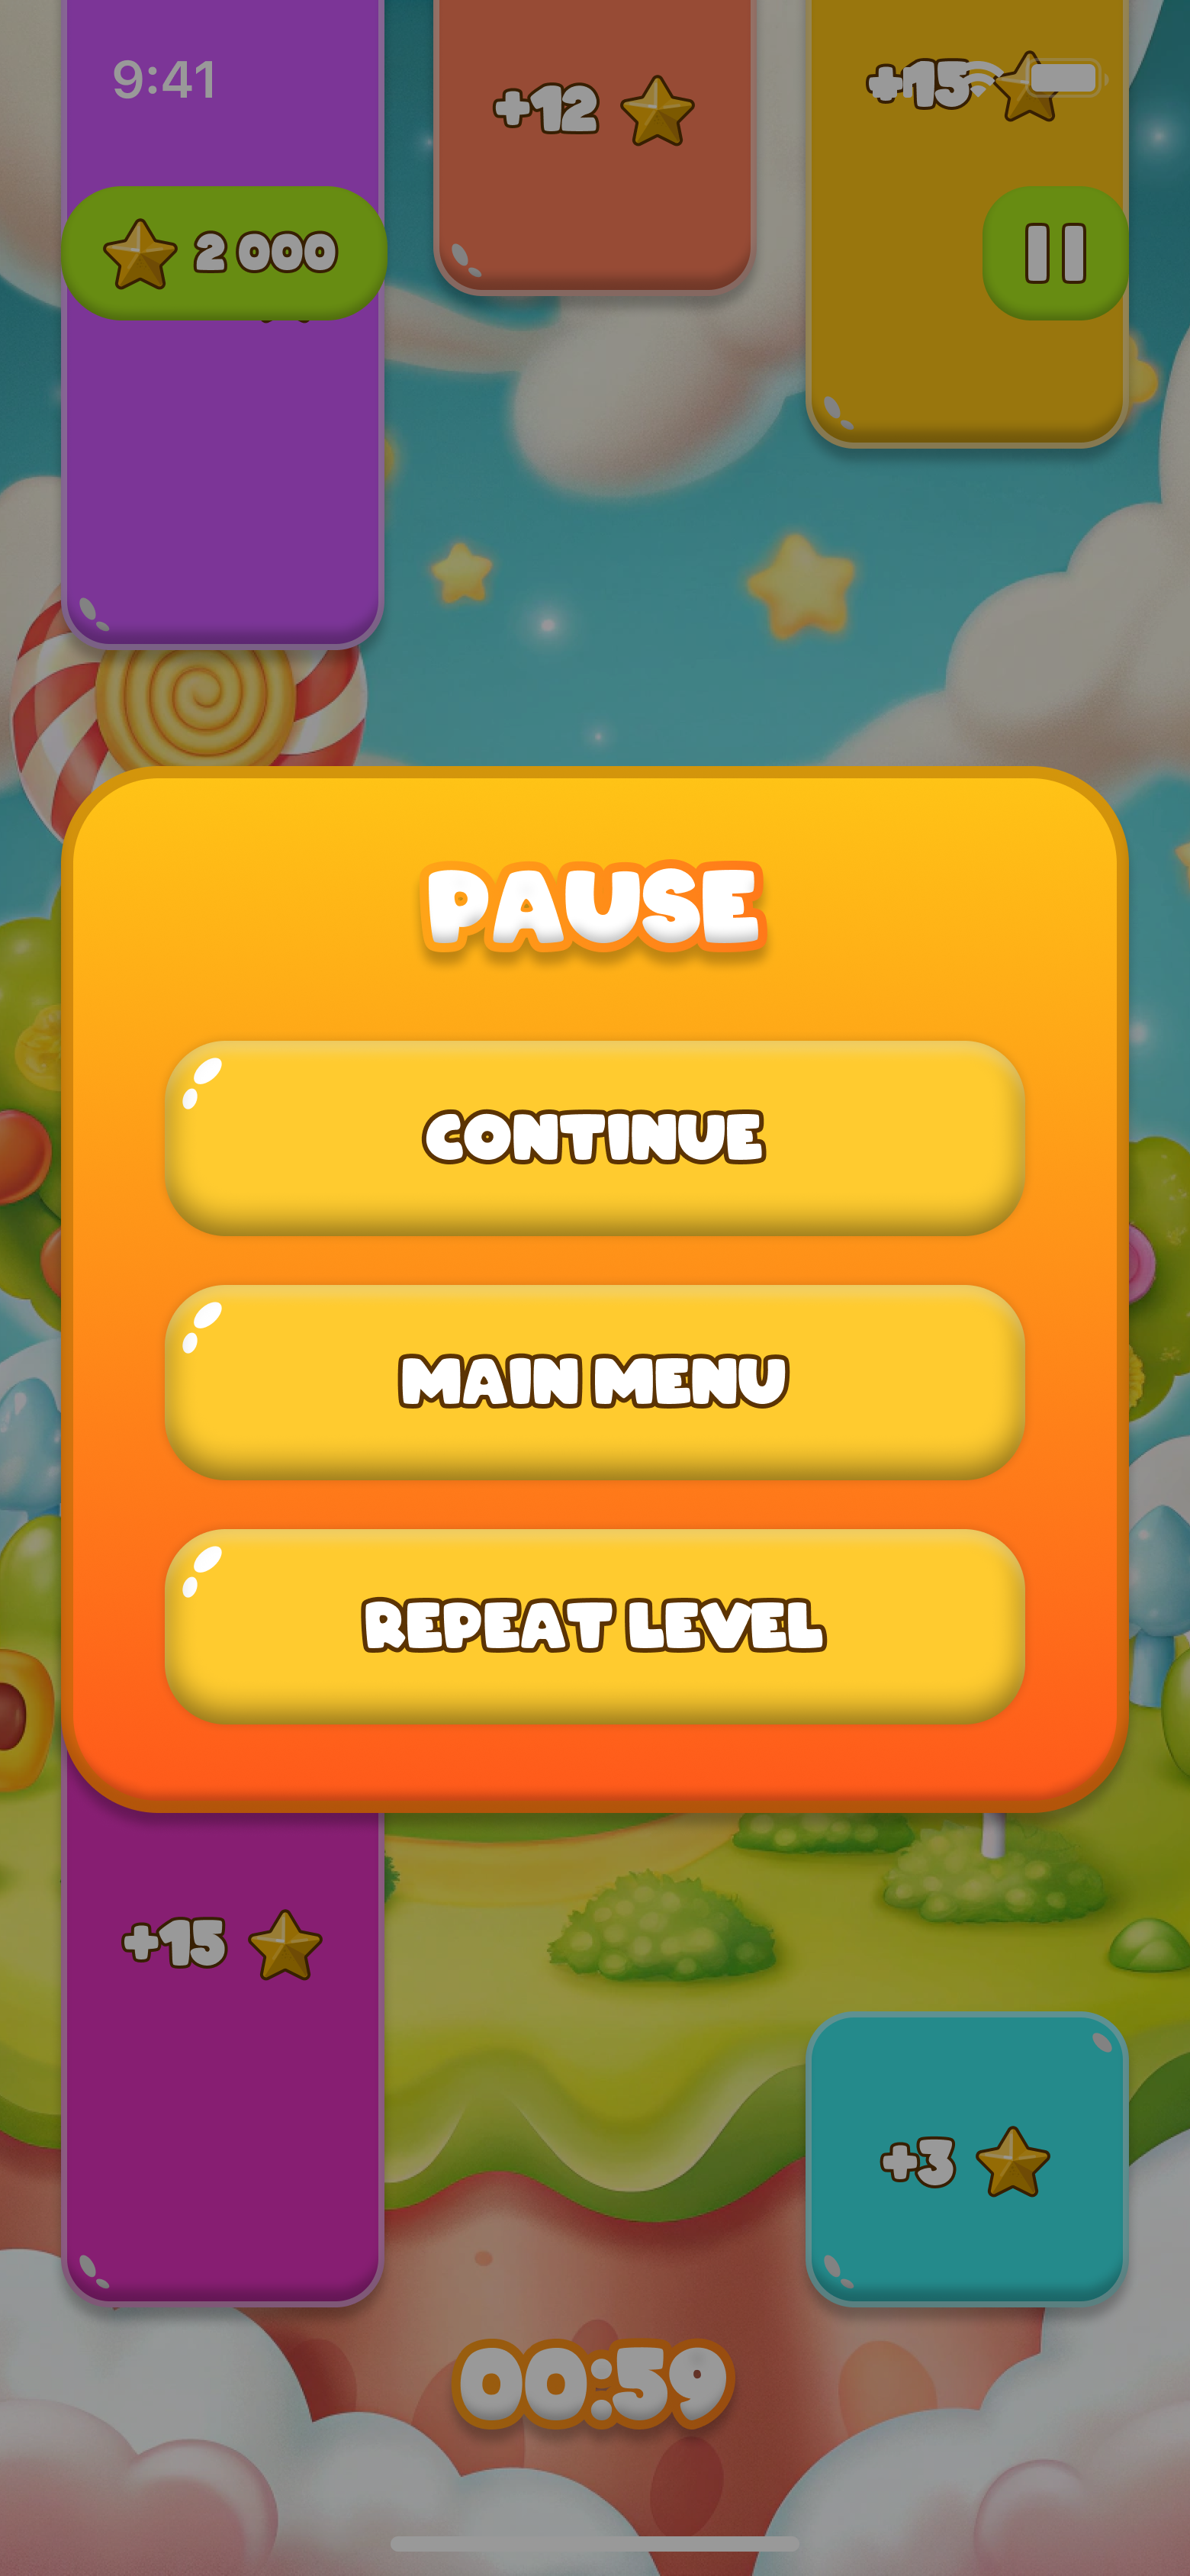 9:41
+12
+15
2 000
PAUSE
CONTINUE
MAIN MENU
REPEAT LEVEL
+15
+3
00:59